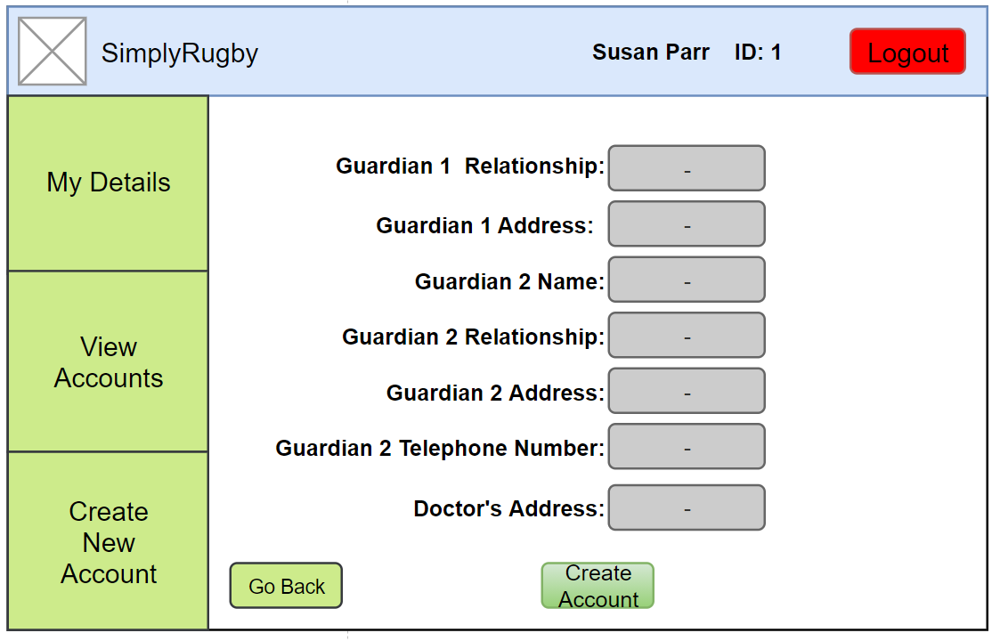 SimplyRugby
Susan Parr ID: 1
Logout
My Details
View
Accounts
Create
New
Account
Guardian 1 Relationship:
-
Guardian 1 Address:
-
Guardian 2 Name:
-
Guardian 2 Relationship:
-
Guardian 2 Address:
-
Guardian 2 Telephone Number:
-
Doctor's Address:
-
Go Back
Create
Account